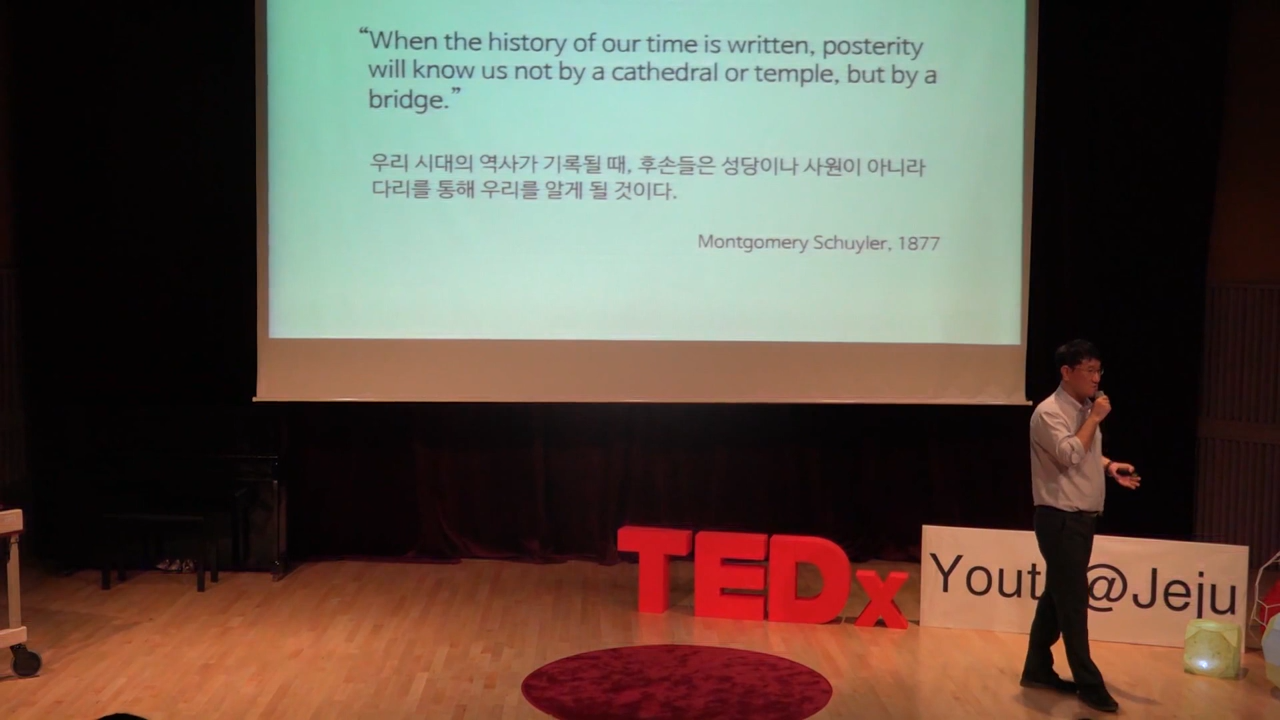 “When the history of our time is written, posterity
will know us not by a cathedral or temple, but by a
bridge.”
우리 시대의 역사가 기록될 때, 후손들은 성당이나 사원이 아니라
다리를 통해 우리를 알게 될 것이다.
Montgomery Schuyler, 1877
TEDx
Youth@Jeju